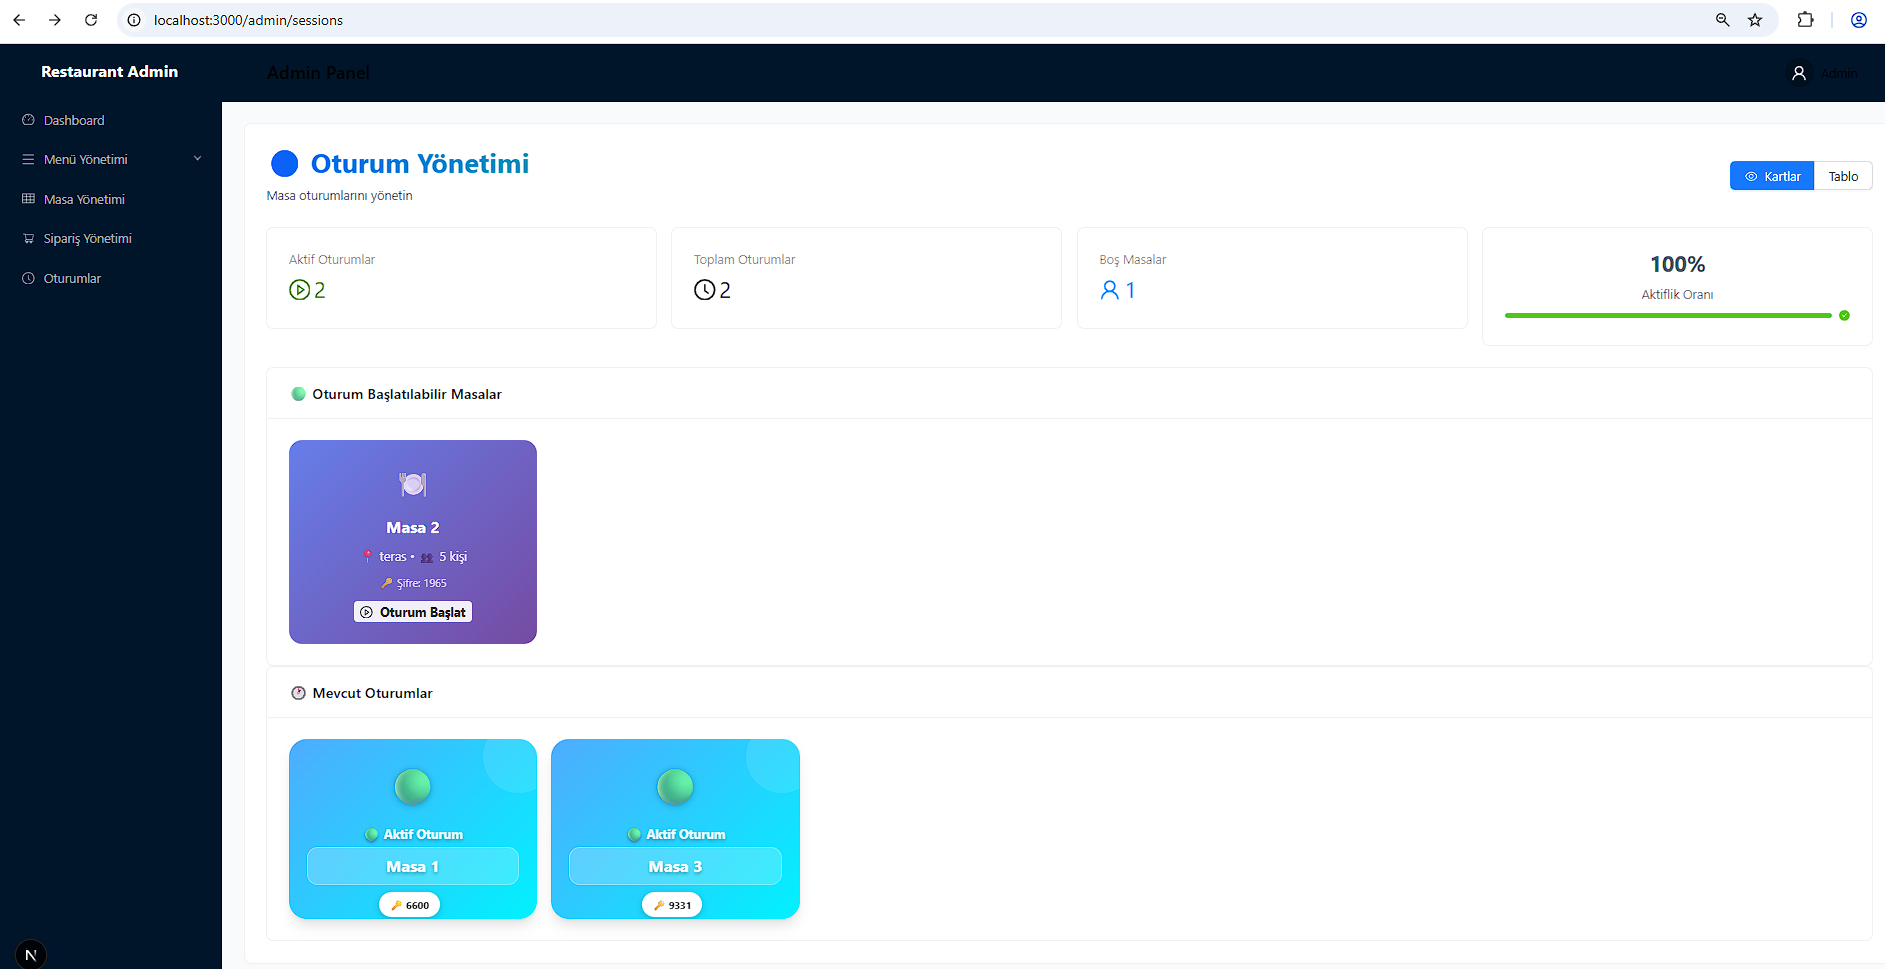 localhost:3000/admin/sessions
Restaurant Admin
Admin Panel
Admin
Dashboard
Menü Yönetimi
Masa Yönetimi
Sipariş Yönetimi
Oturumlar
Oturum Yönetimi
Masa oturumlarını yönetin
Kartlar
Tablo
Aktif Oturumlar
2
Toplam Oturumlar
2
Boş Masalar
1
100%
Aktiflik Oranı
Oturum Başlatılabilir Masalar
Masa 2
teras • 5 kişi
Şifre: 1965
Oturum Başlat
Mevcut Oturumlar
Aktif Oturum
Masa 1
6600
Aktif Oturum
Masa 3
9331
N